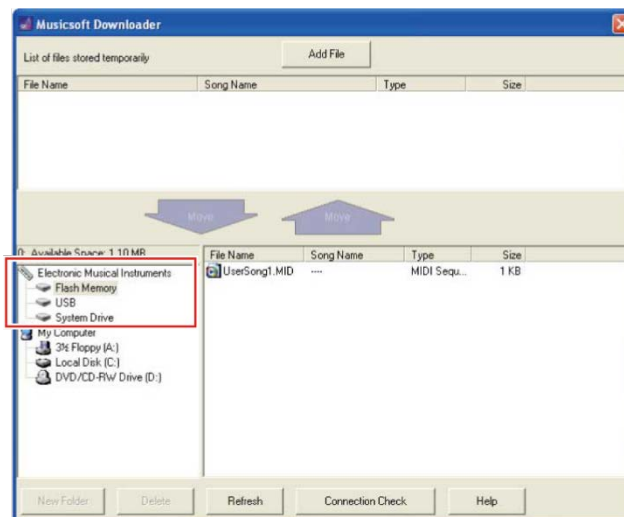 Musicsoft Downloader
List of files stored temporarily
Add File
File Name Song Name Type Size
Move Move
0: Available Space: 1.10 MB
File Name Song Name Type Size
UserSong1.MID ---- MIDI Sequ... 1 KB
Electronic Musical Instruments
Flash Memory
USB
System Drive
My Computer
3½ Floppy (A:)
Local Disk (C:)
DVD/CD-RW Drive (D:)
New Folder Delete Refresh Connection Check Help